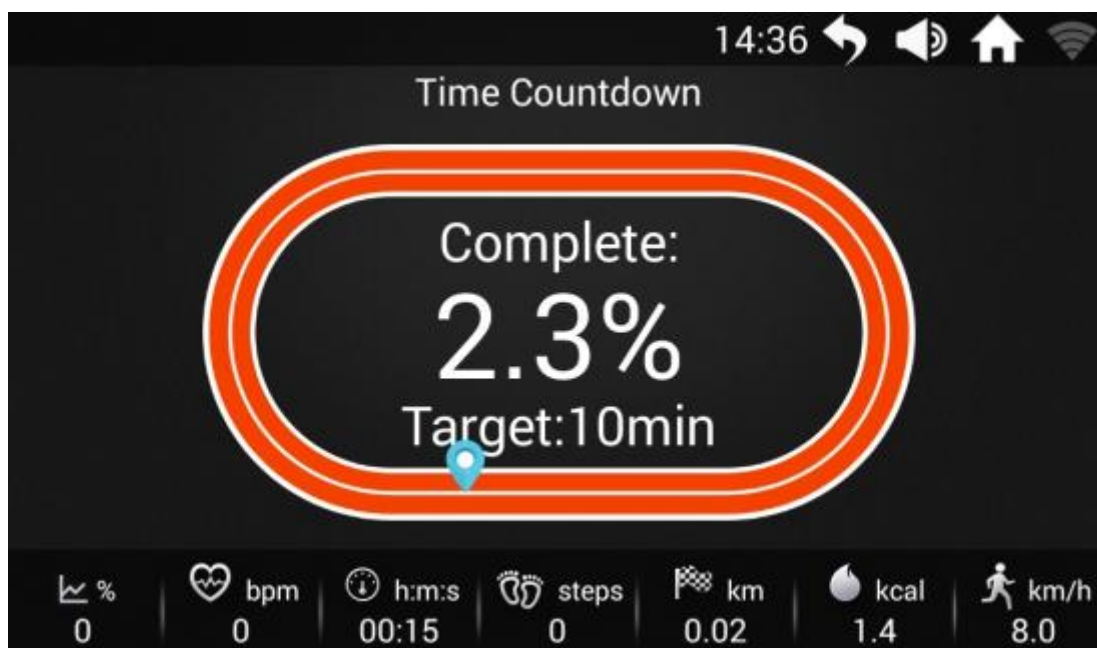 14:36
Time Countdown
Complete:
2.3%
Target:10min
% bpm h:m:s steps km kcal km/h
0 0 00:15 0 0.02 1.4 8.0